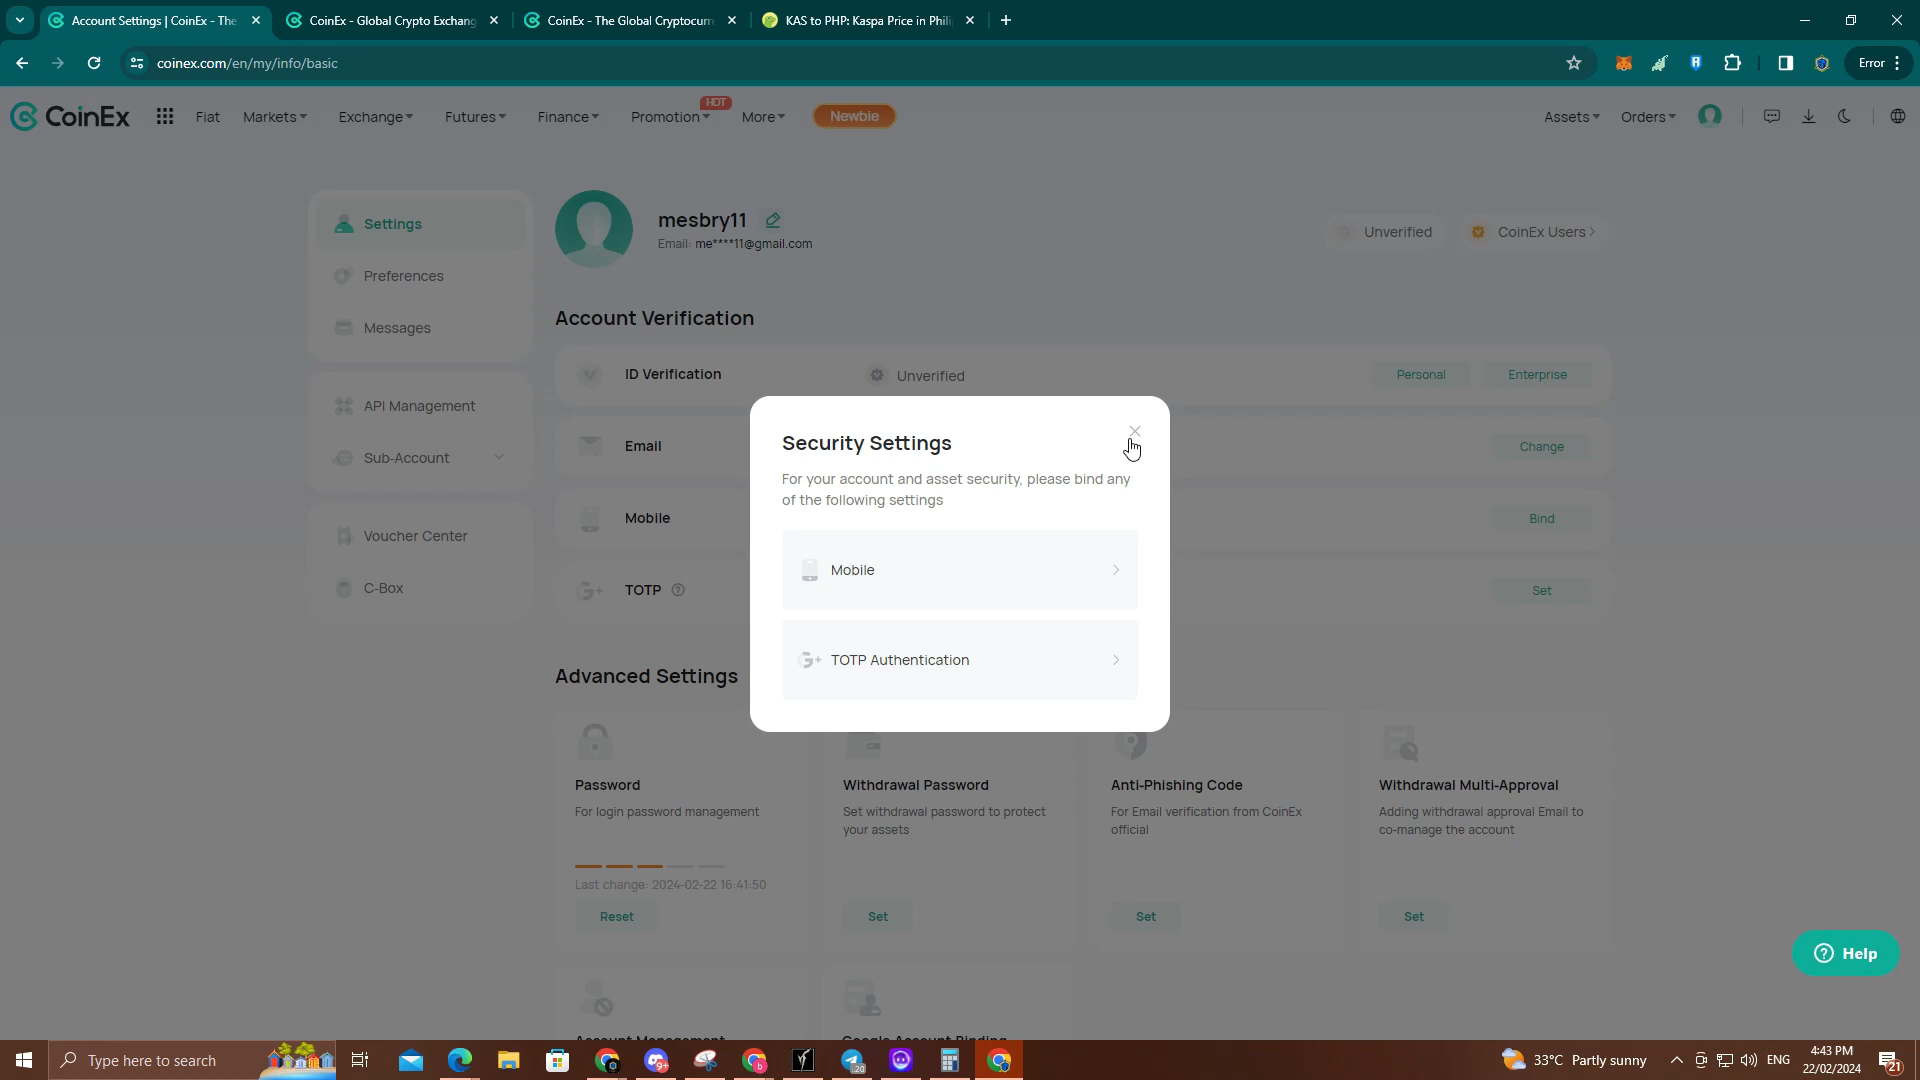 Account Settings | CoinEx - The
CoinEx - Global Crypto Exchang
CoinEx - The Global Cryptocurr
KAS to PHP: Kaspa Price in Phili
coinex.com/en/my/info/basic
Error
CoinEx
Fiat
Markets
Exchange
Futures
Finance
Promotion
HOT
More
Newbie
Assets
Orders
Settings
Preferences
Messages
API Management
Sub-Account
Voucher Center
C-Box
mesbry11
Email: me****11@gmail.com
Unverified
CoinEx Users
Account Verification
ID Verification
Unverified
Personal
Enterprise
Email
Change
Mobile
Bind
TOTP
Set
Security Settings
For your account and asset security, please bind any
of the following settings
Mobile
TOTP Authentication
Advanced Settings
Password
For login password management
Last change: 2024-02-22 16:41:50
Reset
Withdrawal Password
Set withdrawal password to protect
your assets
Set
Anti-Phishing Code
For Email verification from CoinEx
official
Set
Withdrawal Multi-Approval
Adding withdrawal approval Email to
co-manage the account
Set
Account Management
Google Account Binding
Help
Type here to search
9+
20
33°C Partly sunny
ENG
4:43 PM
22/02/2024
21